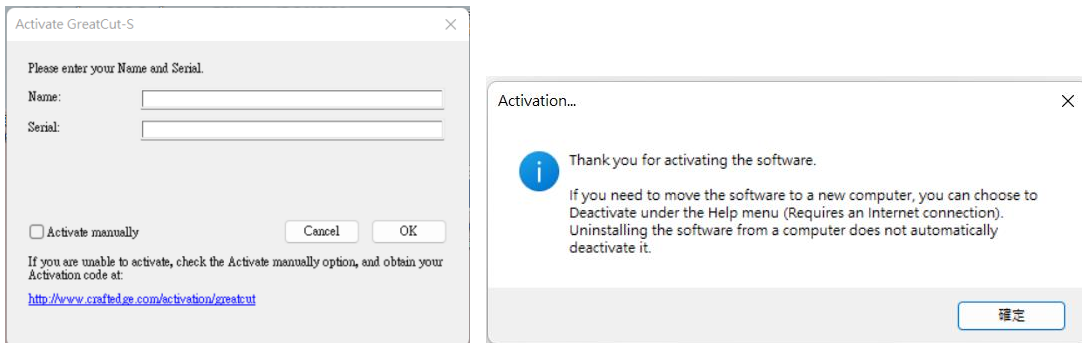 Activate GreatCut-S
Please enter your Name and Serial.
Name:
Serial:
Activate manually
Cancel
OK
If you are unable to activate, check the Activate manually option, and obtain your
Activation code at:
http://www.craftedge.com/activation/greatcut
Activation...
Thank you for activating the software.
If you need to move the software to a new computer, you can choose to
Deactivate under the Help menu (Requires an Internet connection).
Uninstalling the software from a computer does not automatically
deactivate it.
確定